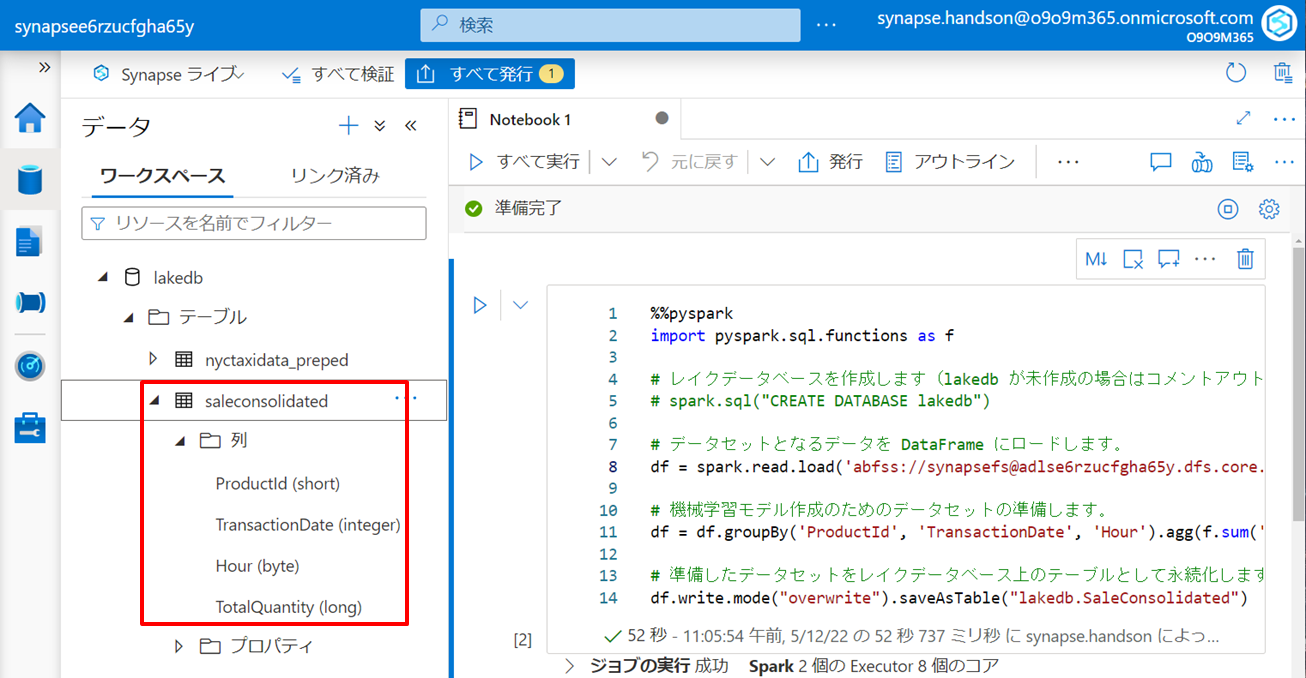 synapsee6rzucfgha65y
検索
synapse.handson@o9o9m365.onmicrosoft.com
O9O9M365
Synapse ライブ
すべて検証
すべて発行 1
データ
ワークスペース
リンク済み
リソースを名前でフィルター
lakedb
テーブル
nyctaxidata_preped
saleconsolidated
列
ProductId (short)
TransactionDate (integer)
Hour (byte)
TotalQuantity (long)
プロパティ
Notebook 1
すべて実行
元に戻す
発行
アウトライン
準備完了
M↓
1 %%pyspark
2 import pyspark.sql.functions as f
3
4 # レイクデータベースを作成します（lakedb が未作成の場合はコメントアウト
5 # spark.sql("CREATE DATABASE lakedb")
6
7 # データセットとなるデータを DataFrame にロードします。
8 df = spark.read.load('abfss://synapsefs@adlse6rzucfgha65y.dfs.core.
9
10 # 機械学習モデル作成のためのデータセットの準備します。
11 df = df.groupBy('ProductId', 'TransactionDate', 'Hour').agg(f.sum('
12
13 # 準備したデータセットをレイクデータベース上のテーブルとして永続化します
14 df.write.mode("overwrite").saveAsTable("lakedb.SaleConsolidated")
[2]
52 秒 - 11:05:54 午前, 5/12/22 の 52 秒 737 ミリ秒 に synapse.handson によっ...
ジョブの実行 成功 Spark 2 個の Executor 8 個のコア